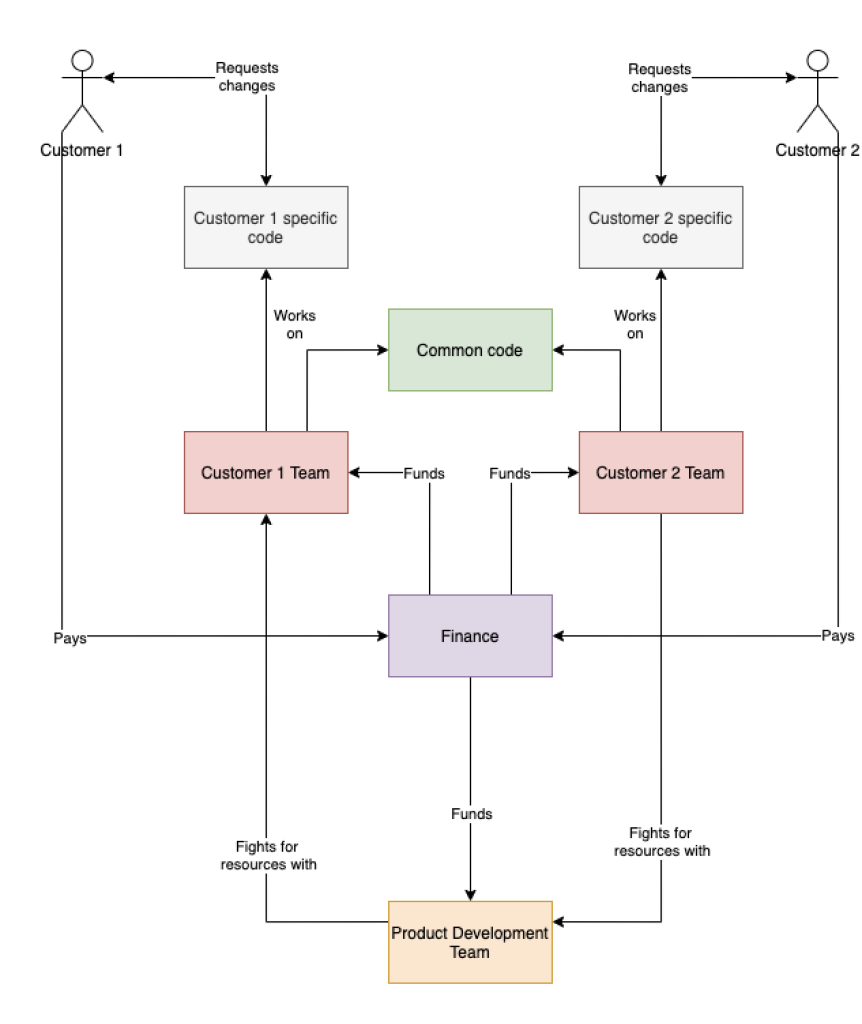 Requests
changes
Requests
changes
Customer 1
Customer 2
Customer 1 specific
code
Customer 2 specific
code
Works
on
Works
on
Common code
Customer 1 Team
Funds
Funds
Customer 2 Team
Pays
Finance
Pays
Funds
Fights for
resources with
Fights for
resources with
Product Development
Team